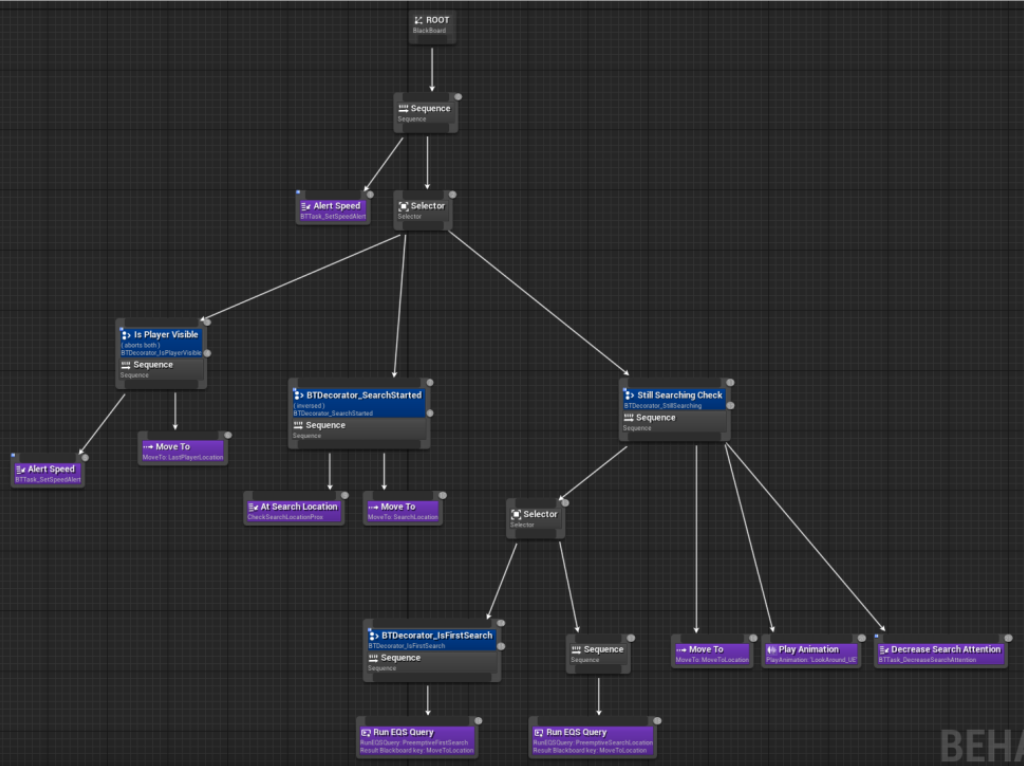 ROOT
BlackBoard
Sequence
Sequence
Alert Speed
BTTask_SetSpeedAlert
Selector
Selector
Is Player Visible
( aborts both )
BTDecorator_IsPlayerVisible
Sequence
Sequence
BTDecorator_SearchStarted
( inversed )
BTDecorator_SearchStarted
Sequence
Sequence
Still Searching Check
BTDecorator_StillSearching
Sequence
Sequence
Alert Speed
BTTask_SetSpeedAlert
Move To
MoveTo: LastPlayerLocation
At Search Location
CheckSearchLocationProx
Move To
MoveTo: SearchLocation
Selector
Selector
BTDecorator_IsFirstSearch
BTDecorator_IsFirstSearch
Sequence
Sequence
Sequence
Sequence
Move To
MoveTo: MoveToLocation
Play Animation
PlayAnimation: 'LookAround_UE'
Decrease Search Attention
BTTask_DecreaseSearchAttention
Run EQS Query
RunEQSQuery: PreemptiveFirstSearch
Result Blackboard key: MoveToLocation
Run EQS Query
RunEQSQuery: PreemptiveSearchLocation
Result Blackboard key: MoveToLocation
BEHA